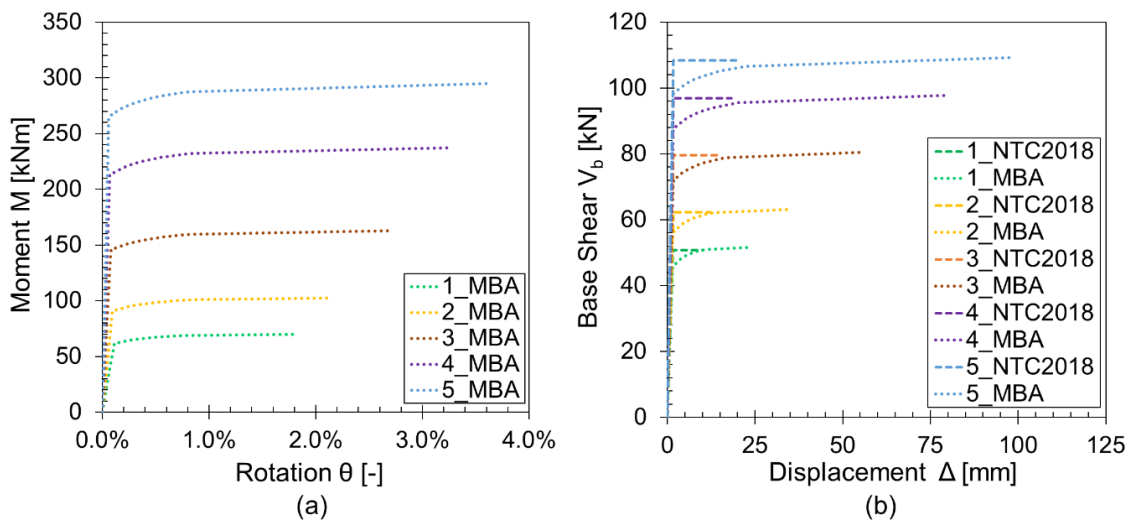 350
300
250
200
150
100
50
0
Moment M [kNm]
0.0%
1.0%
2.0%
3.0%
4.0%
Rotation θ [-]
1_MBA
2_MBA
3_MBA
4_MBA
5_MBA
(a)
120
100
80
60
40
20
0
Base Shear V_b [kN]
0
25
50
75
100
125
Displacement Δ [mm]
1_NTC2018
1_MBA
2_NTC2018
2_MBA
3_NTC2018
3_MBA
4_NTC2018
4_MBA
5_NTC2018
5_MBA
(b)